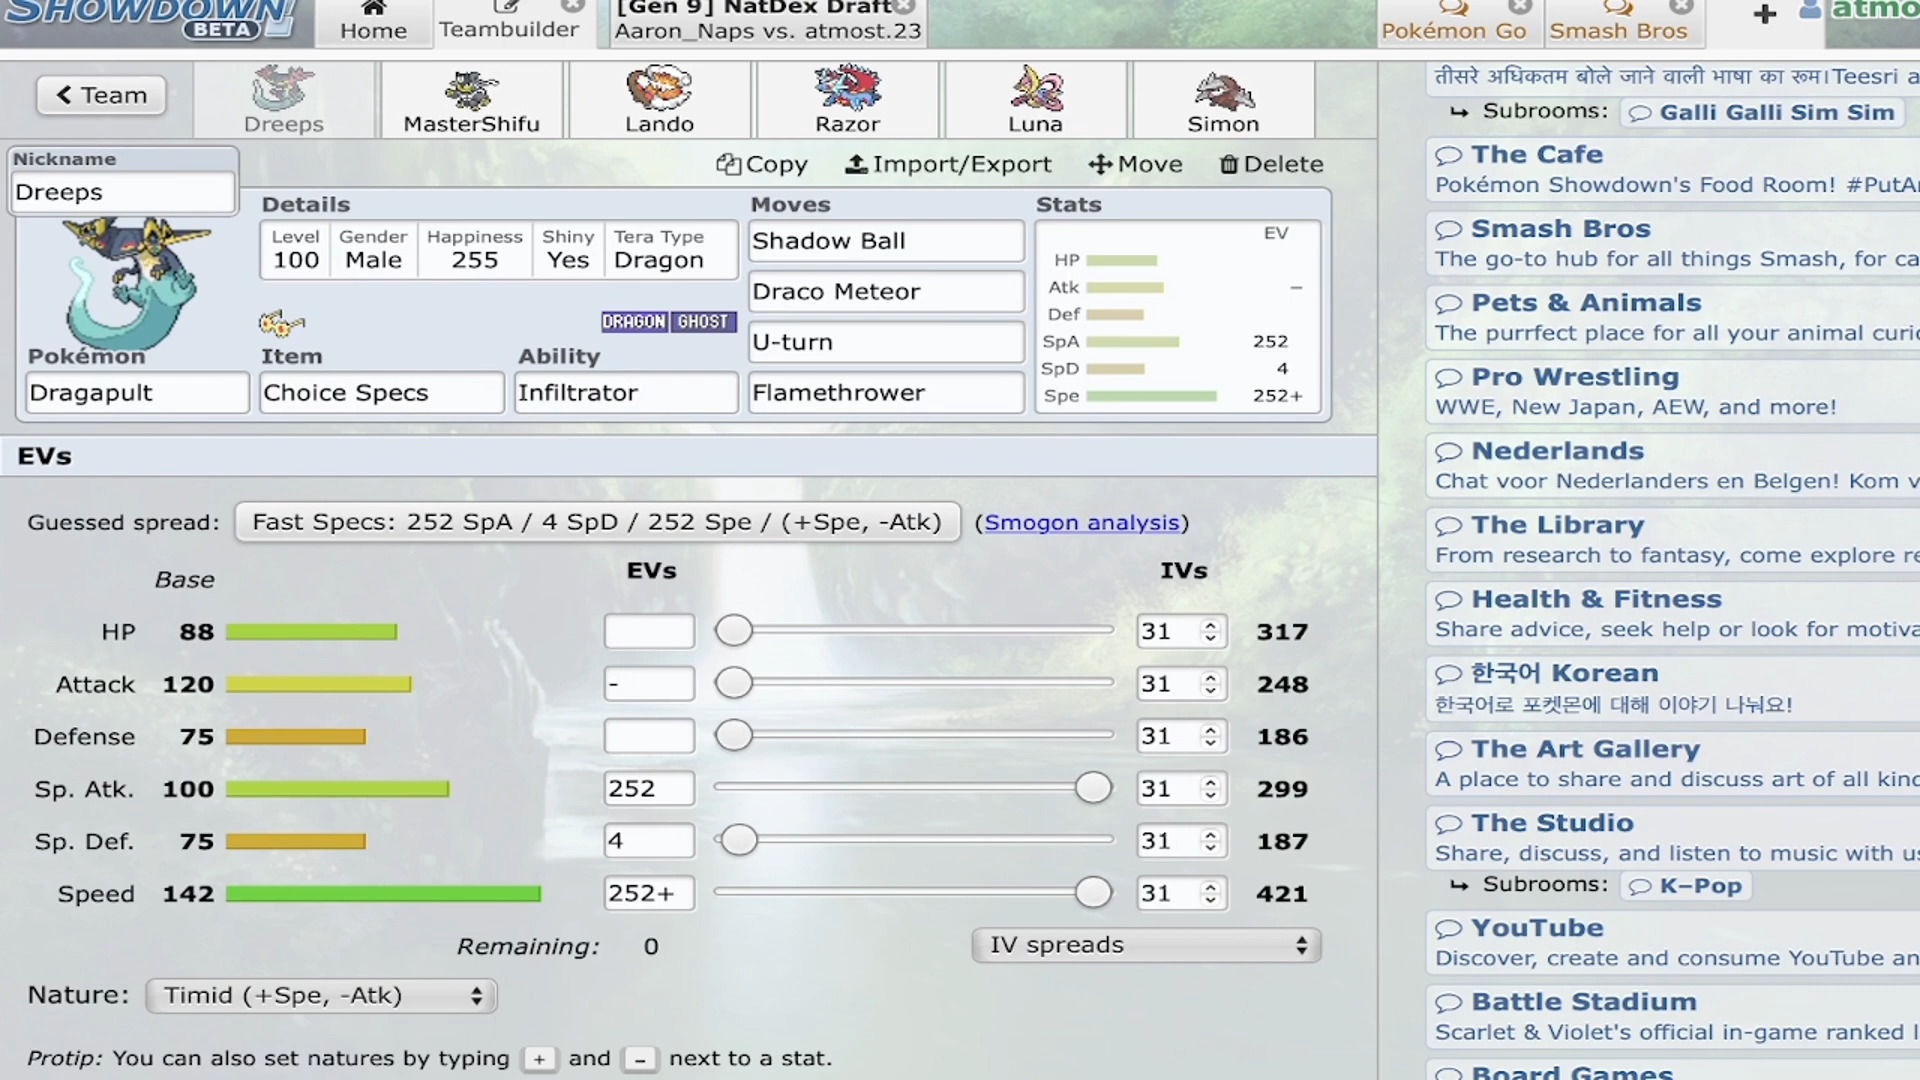 SHOWDOWN!
BETA
Home
Teambuilder
[Gen 9] NatDex Draft
Aaron_Naps vs. atmost.23
Pokémon Go
Smash Bros
+
atmo
Team
Dreeps
MasterShifu
Lando
Razor
Luna
Simon
Copy
Import/Export
Move
Delete
Nickname
Dreeps
Details
Level
100
Gender
Male
Happiness
255
Shiny
Yes
Tera Type
Dragon
DRAGON GHOST
Pokémon
Dragapult
Item
Choice Specs
Ability
Infiltrator
Moves
Shadow Ball
Draco Meteor
U-turn
Flamethrower
Stats
EV
HP
Atk –
Def
SpA 252
SpD 4
Spe 252+
EVs
Guessed spread: Fast Specs: 252 SpA / 4 SpD / 252 Spe / (+Spe, -Atk) (Smogon analysis)
Base EVs IVs
HP 88 31 317
Attack 120 - 31 248
Defense 75 31 186
Sp. Atk. 100 252 31 299
Sp. Def. 75 4 31 187
Speed 142 252+ 31 421
Remaining: 0 IV spreads
Nature: Timid (+Spe, -Atk)
Protip: You can also set natures by typing + and - next to a stat.
तीसरे अधिकतम बोले जाने वाली भाषा का रूम।Teesri a
↳ Subrooms: Galli Galli Sim Sim
The Cafe
Pokémon Showdown's Food Room! #PutA
Smash Bros
The go-to hub for all things Smash, for ca
Pets & Animals
The purrfect place for all your animal curi
Pro Wrestling
WWE, New Japan, AEW, and more!
Nederlands
Chat voor Nederlanders en Belgen! Kom v
The Library
From research to fantasy, come explore re
Health & Fitness
Share advice, seek help or look for motiva
한국어 Korean
한국어로 포켓몬에 대해 이야기 나눠요!
The Art Gallery
A place to share and discuss art of all kind
The Studio
Share, discuss, and listen to music with us
↳ Subrooms: K-Pop
YouTube
Discover, create and consume YouTube an
Battle Stadium
Scarlet & Violet's official in-game ranked l
Board Games